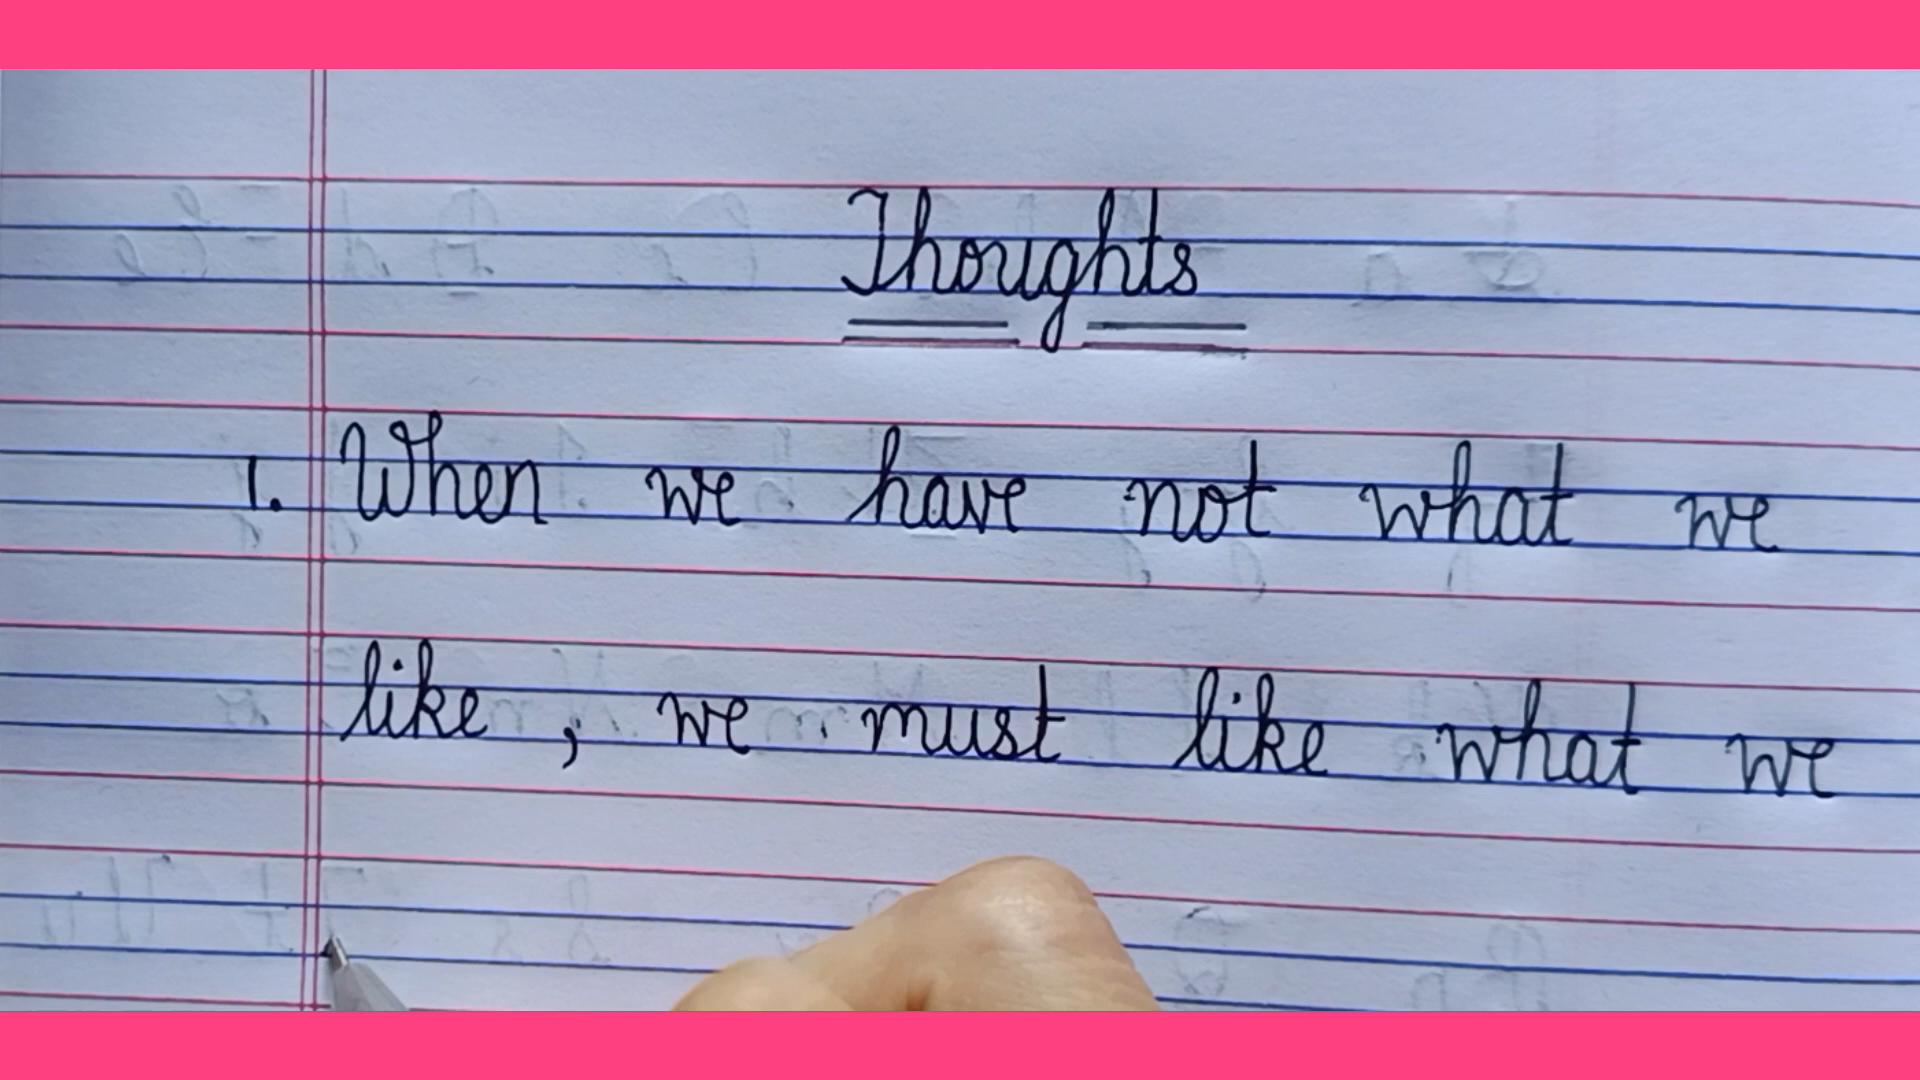 Thoughts
1. When we have not what we
like, we must like what we